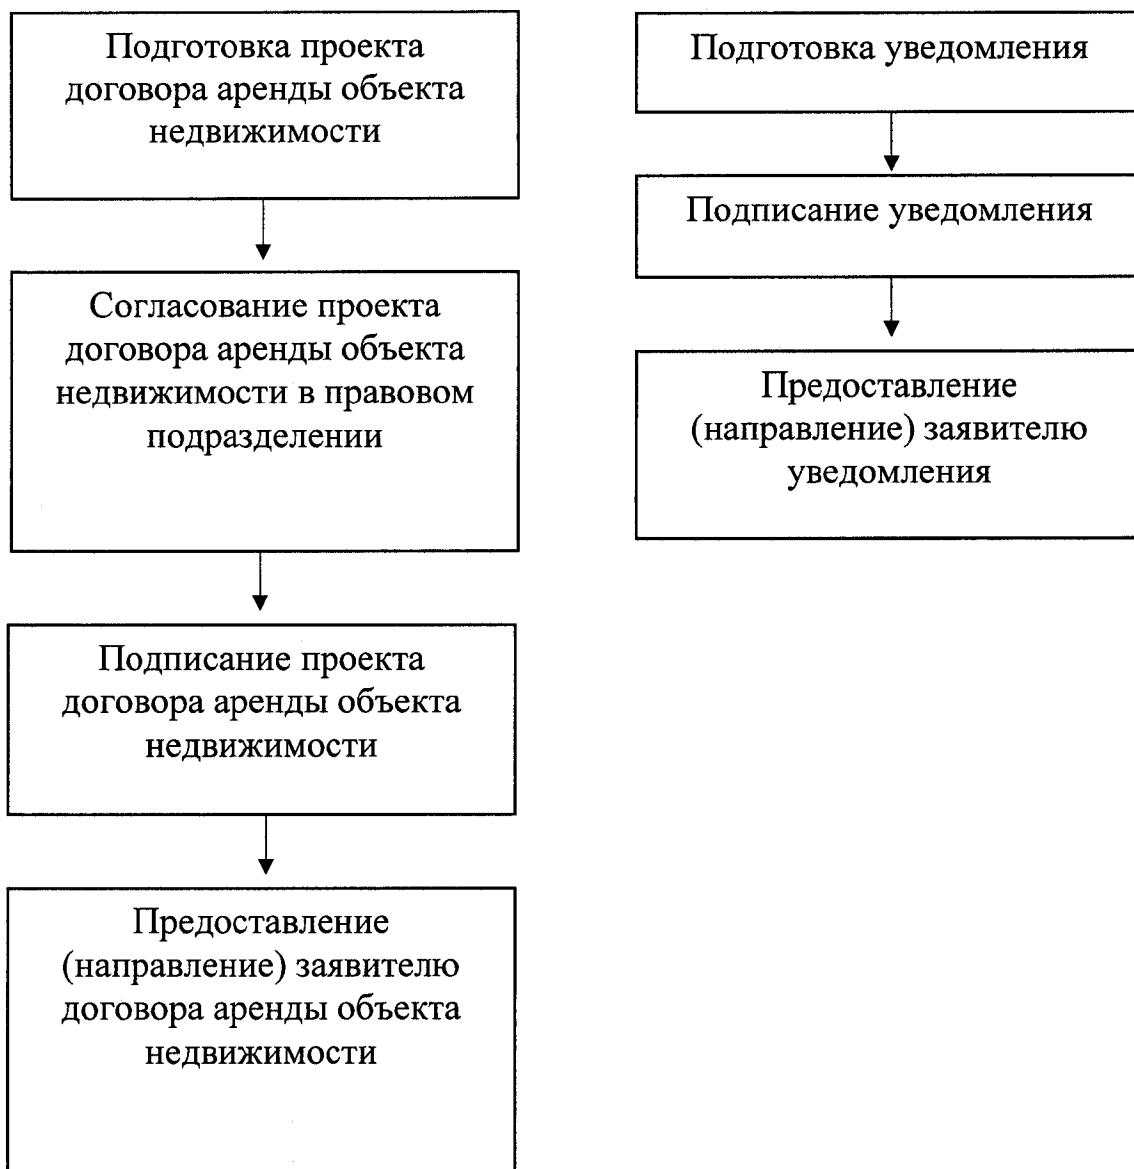 Подготовка проекта
договора аренды объекта
недвижимости
Согласование проекта
договора аренды объекта
недвижимости в правовом
подразделении
Подписание проекта
договора аренды объекта
недвижимости
Предоставление
(направление) заявителю
договора аренды объекта
недвижимости
Подготовка уведомления
Подписание уведомления
Предоставление
(направление) заявителю
уведомления